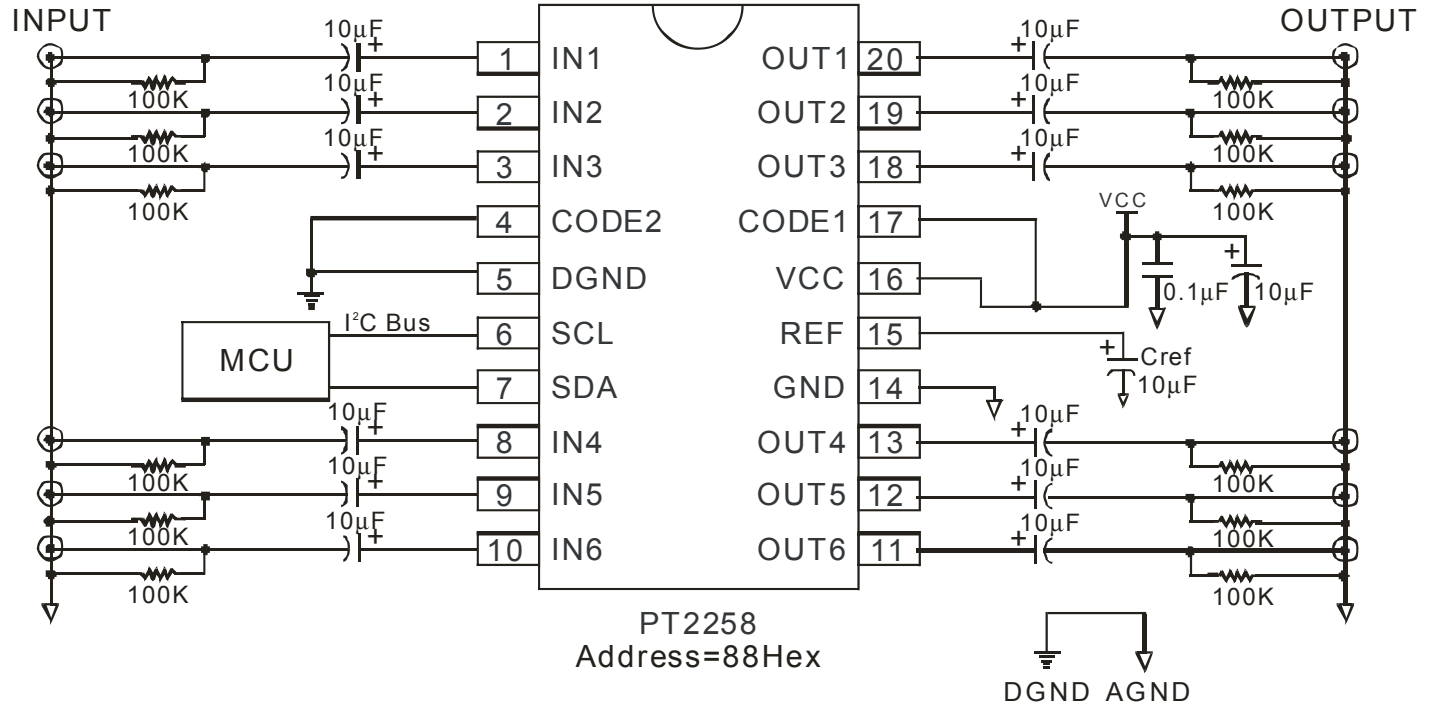 INPUT
OUTPUT
10μF
10μF
1 IN1 OUT1 20
100K
10μF
10μF
100K
2 IN2 OUT2 19
100K
10μF
10μF
100K
3 IN3 OUT3 18
100K
100K
VCC
4 CODE2 CODE1 17
5 DGND VCC 16
0.1μF 10μF
I²C Bus
MCU
6 SCL REF 15
Cref
10μF
7 SDA GND 14
10μF
10μF
8 IN4 OUT4 13
100K
10μF
10μF
100K
9 IN5 OUT5 12
100K
10μF
10μF
100K
10 IN6 OUT6 11
100K
100K
PT2258
Address=88Hex
DGND AGND